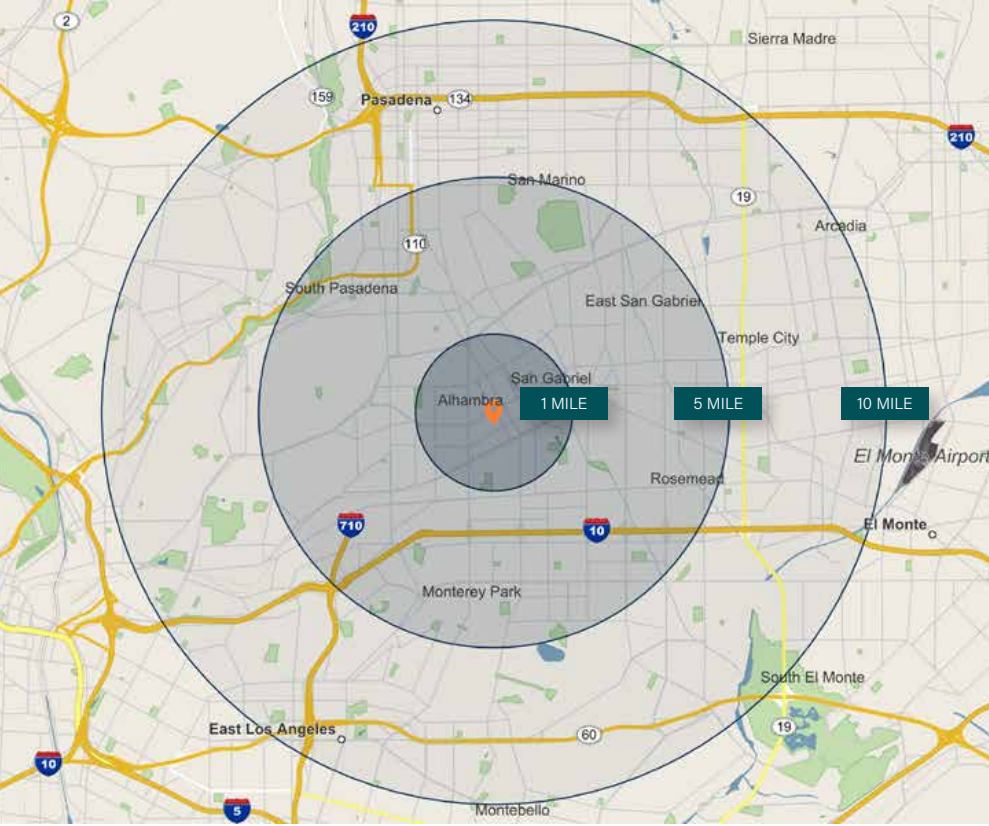 2
210
Sierra Madre
159
Pasadena
134
210
San Marino
19
Arcadia
110
South Pasadena
East San Gabriel
Temple City
San Gabriel
Alhambra
1 MILE
5 MILE
10 MILE
El Monte Airport
Rosemead
710
10
El Monte
Monterey Park
South El Monte
East Los Angeles
60
19
10
5
Montebello